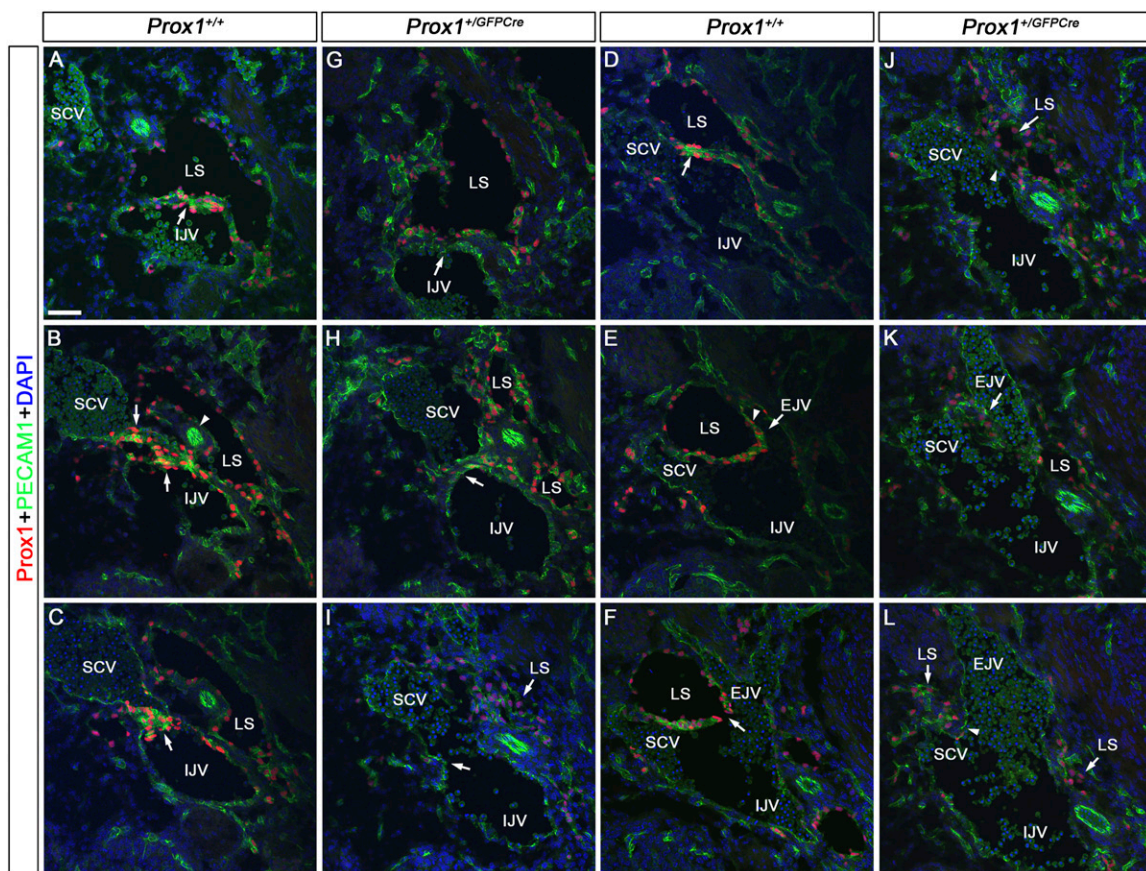 Prox1+/+
Prox1+/GFPCre
Prox1+/+
Prox1+/GFPCre
Prox1+PECAM1+DAPI
A
SCV
LS
IJV
G
LS
IJV
D
LS
SCV
IJV
J
LS
SCV
IJV
B
SCV
LS
IJV
H
LS
SCV
LS
IJV
E
EJV
LS
SCV
IJV
K
EJV
SCV
LS
IJV
C
SCV
LS
IJV
I
LS
SCV
IJV
F
LS
EJV
SCV
IJV
L
LS
EJV
SCV
LS
IJV